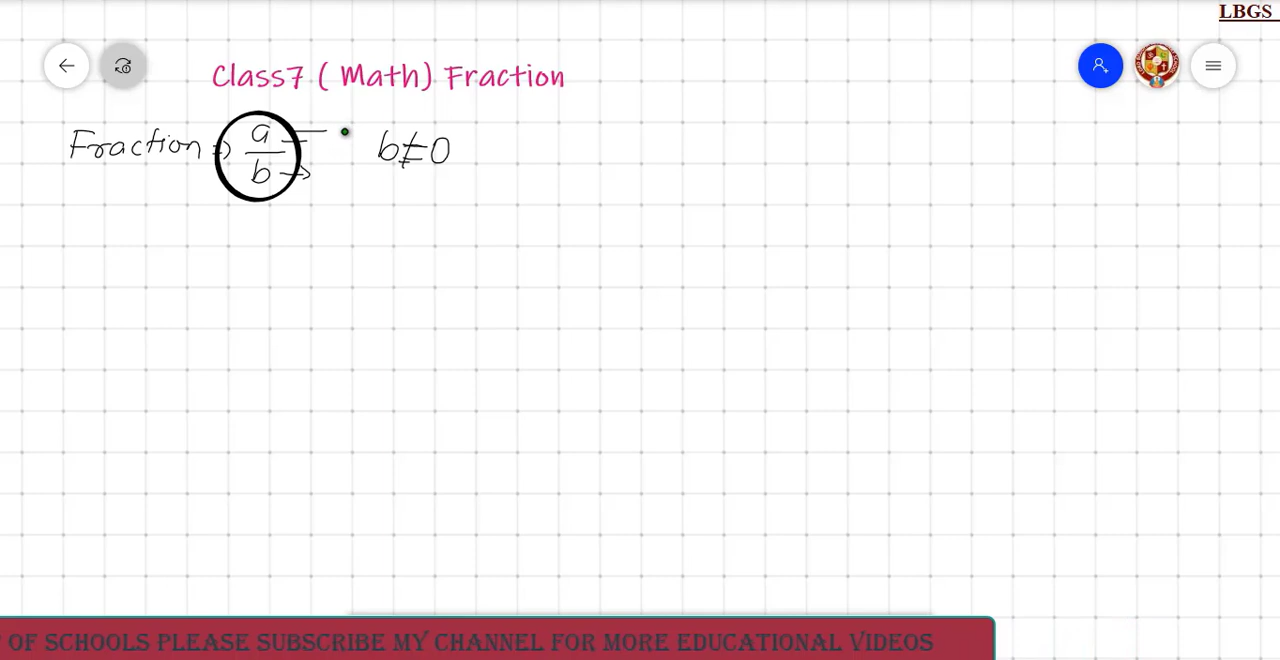 LBGS
Class7 ( Math) Fraction
Fraction ⇒ a/b → b≠0
OF SCHOOLS PLEASE SUBSCRIBE MY CHANNEL FOR MORE EDUCATIONAL VIDEOS